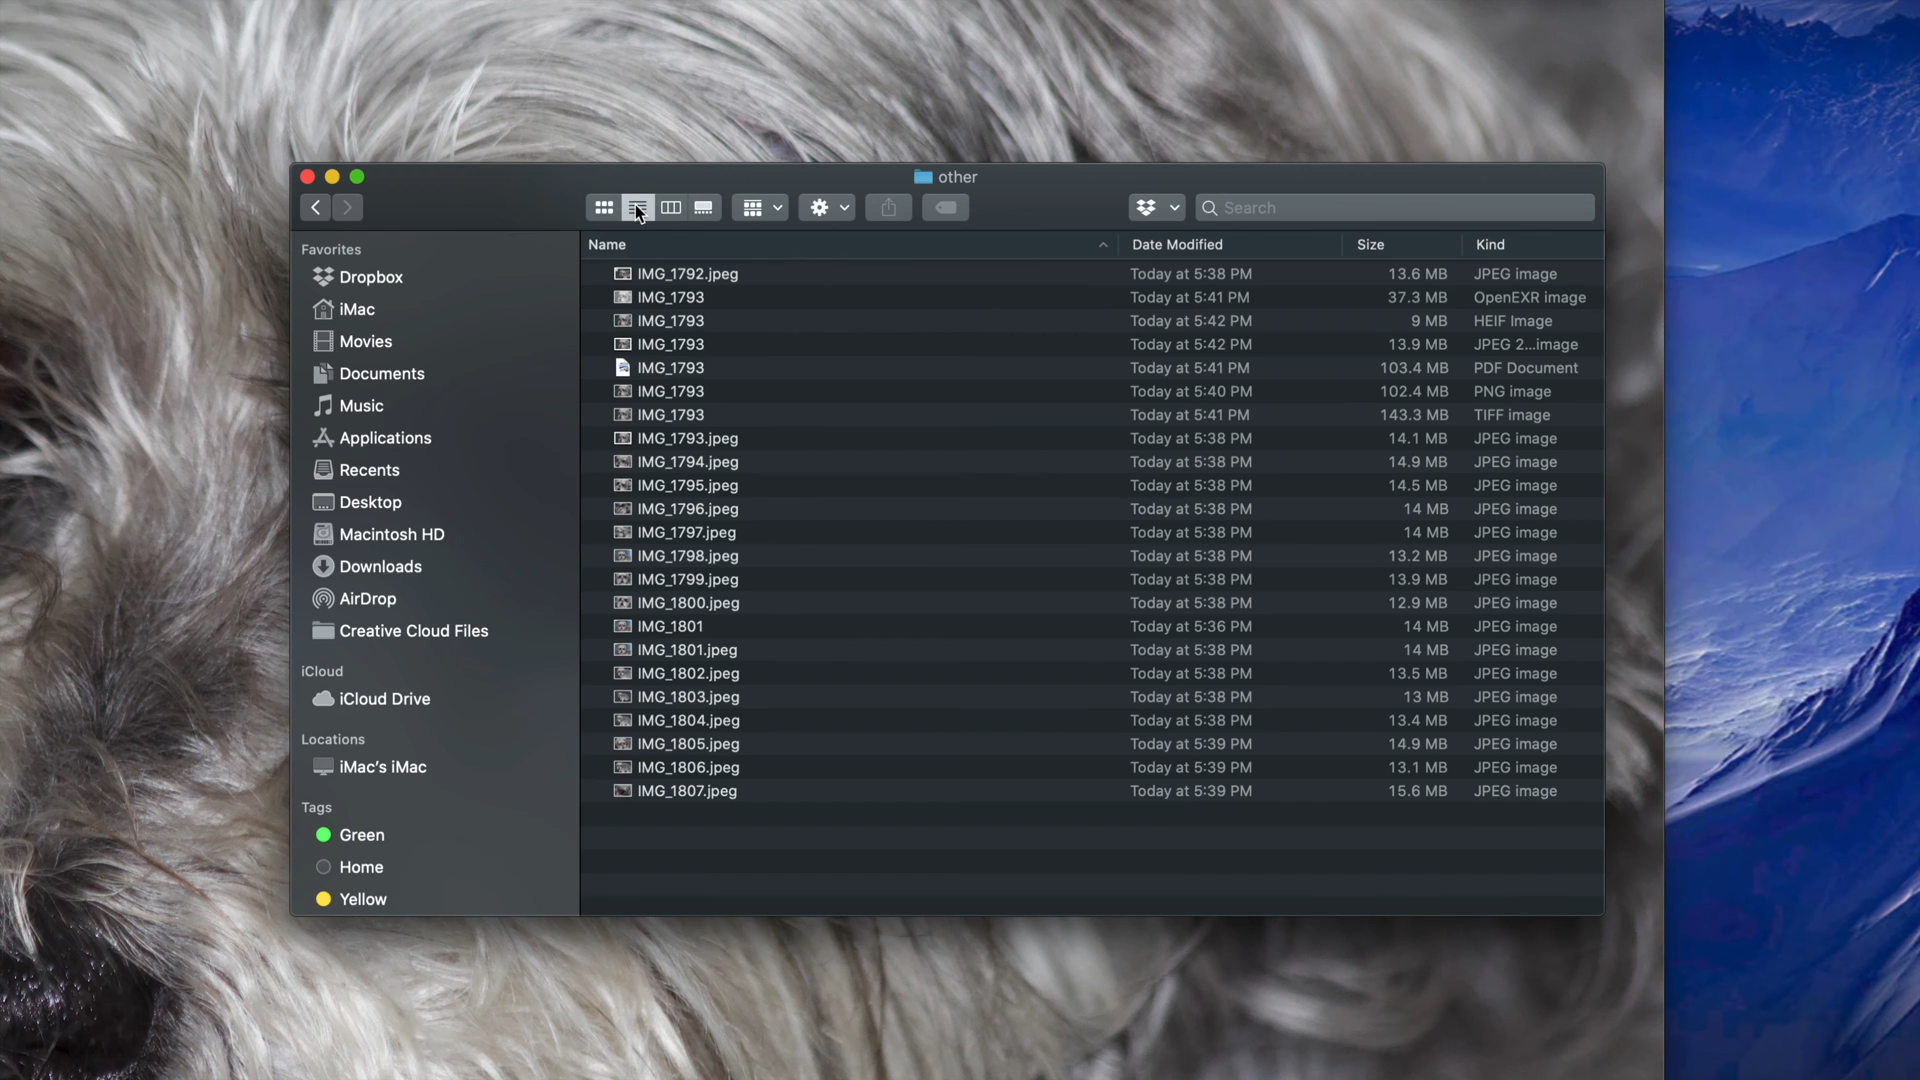 other
Search
Favorites
Dropbox
iMac
Movies
Documents
Music
Applications
Recents
Desktop
Macintosh HD
Downloads
AirDrop
Creative Cloud Files
iCloud
iCloud Drive
Locations
iMac's iMac
Tags
Green
Home
Yellow
Name Date Modified Size Kind
IMG_1792.jpeg Today at 5:38 PM 13.6 MB JPEG image
IMG_1793 Today at 5:41 PM 37.3 MB OpenEXR image
IMG_1793 Today at 5:42 PM 9 MB HEIF Image
IMG_1793 Today at 5:42 PM 13.9 MB JPEG 2...image
IMG_1793 Today at 5:41 PM 103.4 MB PDF Document
IMG_1793 Today at 5:40 PM 102.4 MB PNG image
IMG_1793 Today at 5:41 PM 143.3 MB TIFF image
IMG_1793.jpeg Today at 5:38 PM 14.1 MB JPEG image
IMG_1794.jpeg Today at 5:38 PM 14.9 MB JPEG image
IMG_1795.jpeg Today at 5:38 PM 14.5 MB JPEG image
IMG_1796.jpeg Today at 5:38 PM 14 MB JPEG image
IMG_1797.jpeg Today at 5:38 PM 14 MB JPEG image
IMG_1798.jpeg Today at 5:38 PM 13.2 MB JPEG image
IMG_1799.jpeg Today at 5:38 PM 13.9 MB JPEG image
IMG_1800.jpeg Today at 5:38 PM 12.9 MB JPEG image
IMG_1801 Today at 5:36 PM 14 MB JPEG image
IMG_1801.jpeg Today at 5:38 PM 14 MB JPEG image
IMG_1802.jpeg Today at 5:38 PM 13.5 MB JPEG image
IMG_1803.jpeg Today at 5:38 PM 13 MB JPEG image
IMG_1804.jpeg Today at 5:38 PM 13.4 MB JPEG image
IMG_1805.jpeg Today at 5:39 PM 14.9 MB JPEG image
IMG_1806.jpeg Today at 5:39 PM 13.1 MB JPEG image
IMG_1807.jpeg Today at 5:39 PM 15.6 MB JPEG image